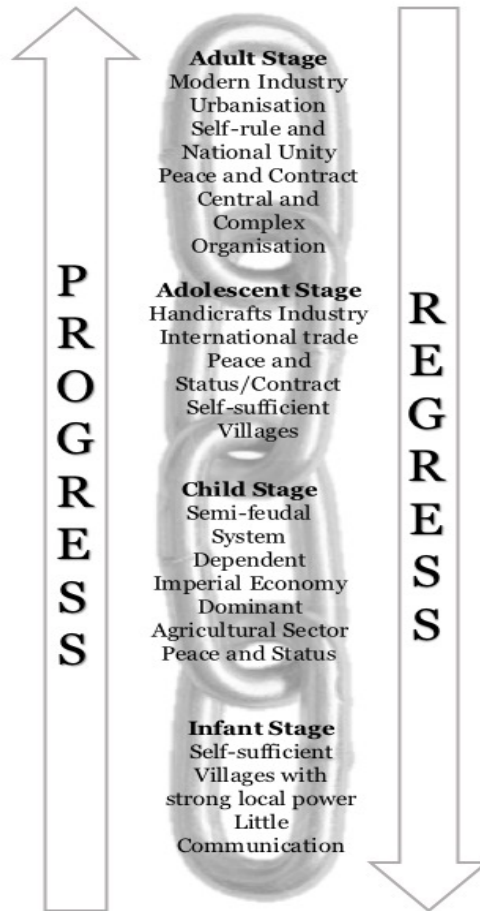 PROGRESS
Adult Stage
Modern Industry
Urbanisation
Self-rule and
National Unity
Peace and Contract
Central and
Complex
Organisation
Adolescent Stage
Handicrafts Industry
International trade
Peace and
Status/Contract
Self-sufficient
Villages
Child Stage
Semi-feudal
System
Dependent
Imperial Economy
Dominant
Agricultural Sector
Peace and Status
Infant Stage
Self-sufficient
Villages with
strong local power
Little
Communication
REGRESS